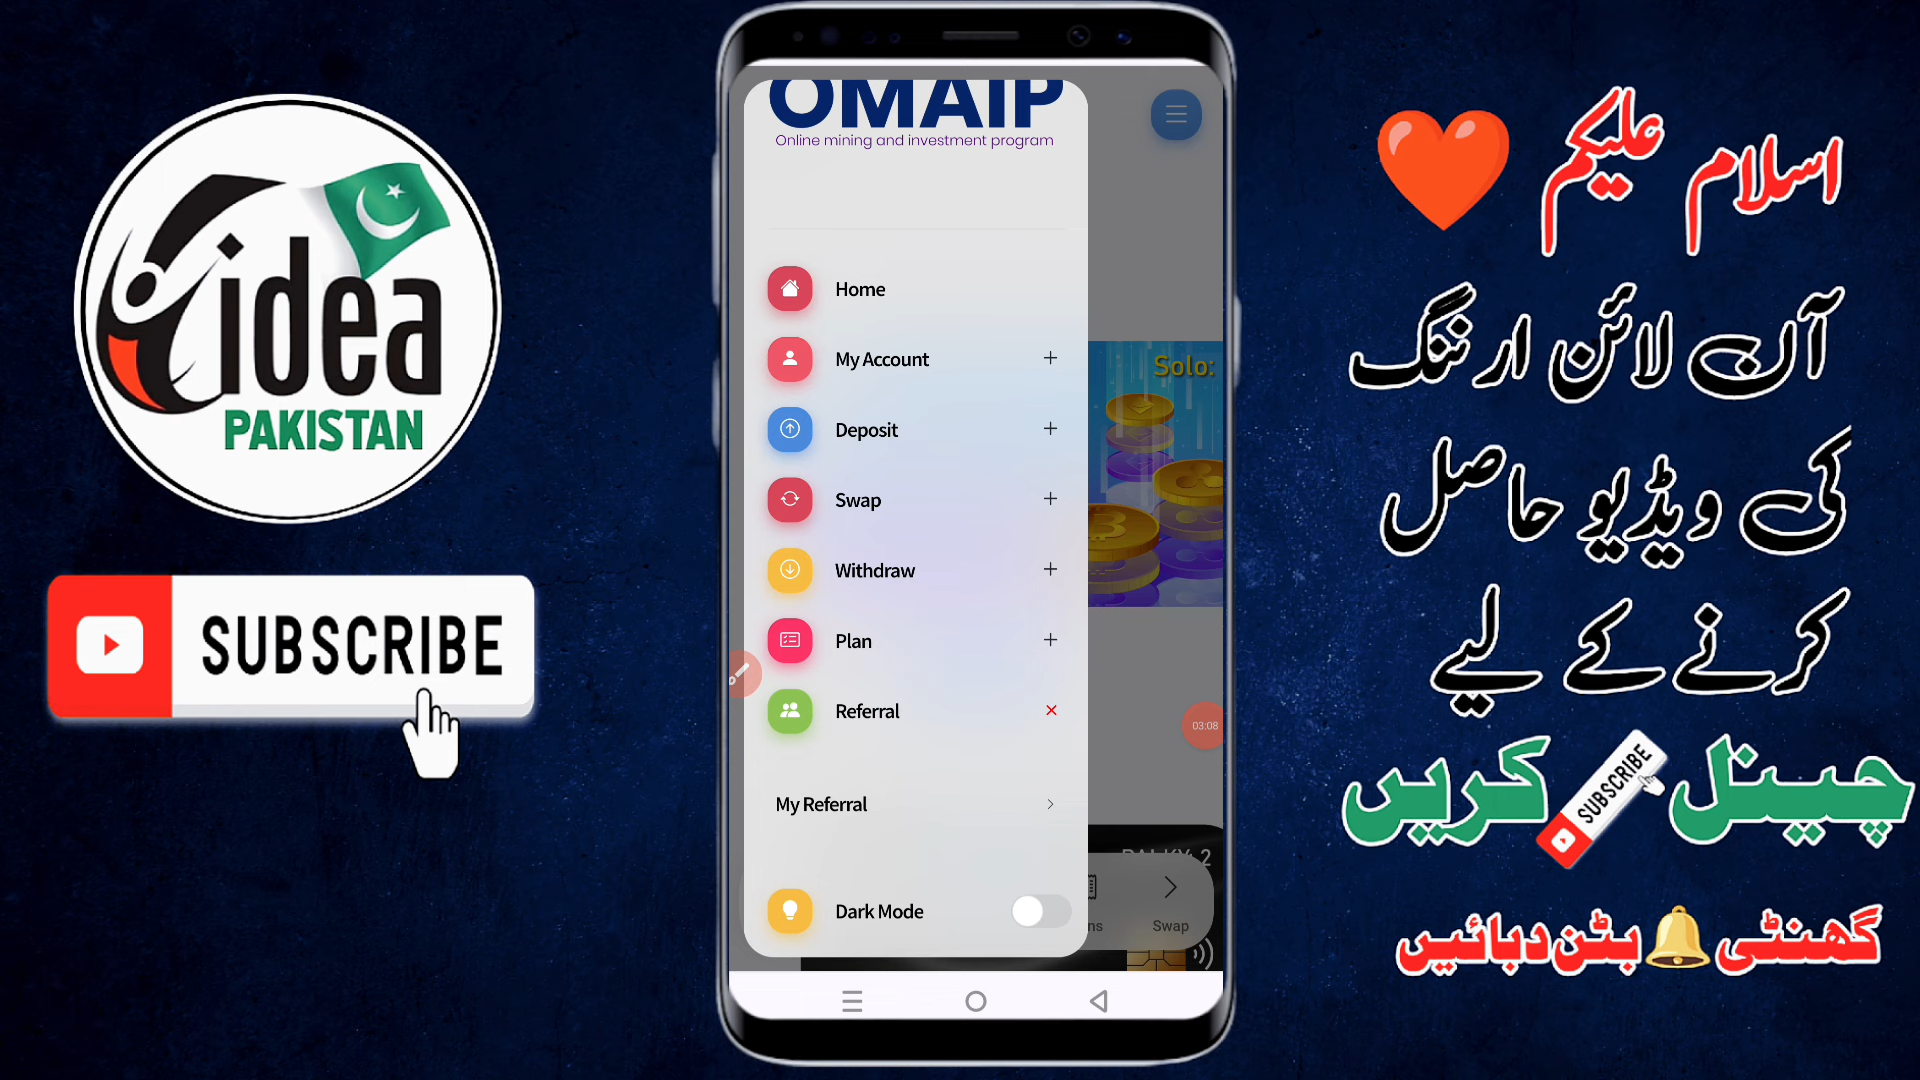 idea
PAKISTAN
SUBSCRIBE
OMAIP
Online mining and investment program
Home
My Account
Deposit
Swap
Withdraw
Plan
Referral
My Referral
Dark Mode
Solo:
03:08
2
ns
Swap
اسلام علیکم
آن لائن ارننگ
کی ویڈیو حاصل
کرنے کے لیے
چینل SUBSCRIBE کریں
گھنٹی بٹن دبائیں